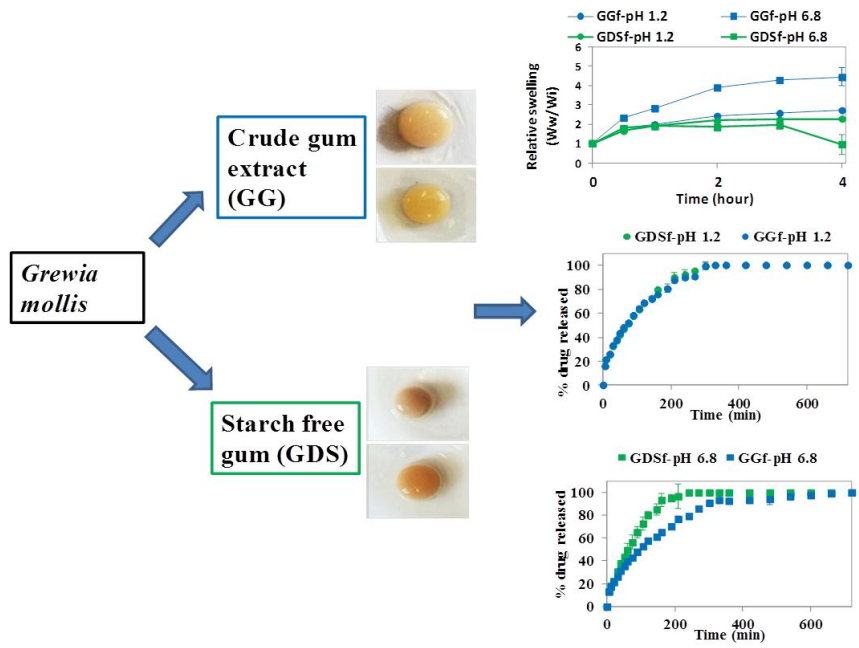 Grewia
mollis
Crude gum
extract
(GG)
Starch free
gum (GDS)
GGf-pH 1.2 GGf-pH 6.8
GDSf-pH 1.2 GDSf-pH 6.8
Relative swelling
(Ww/Wi)
6
5
4
3
2
1
0
0 2 4
Time (hour)
GDSf-pH 1.2 GGf-pH 1.2
% drug released
100
80
60
40
20
0
0 200 400 600
Time (min)
GDSf-pH 6.8 GGf-pH 6.8
% drug released
100
80
60
40
20
0
0 200 400 600
Time (min)